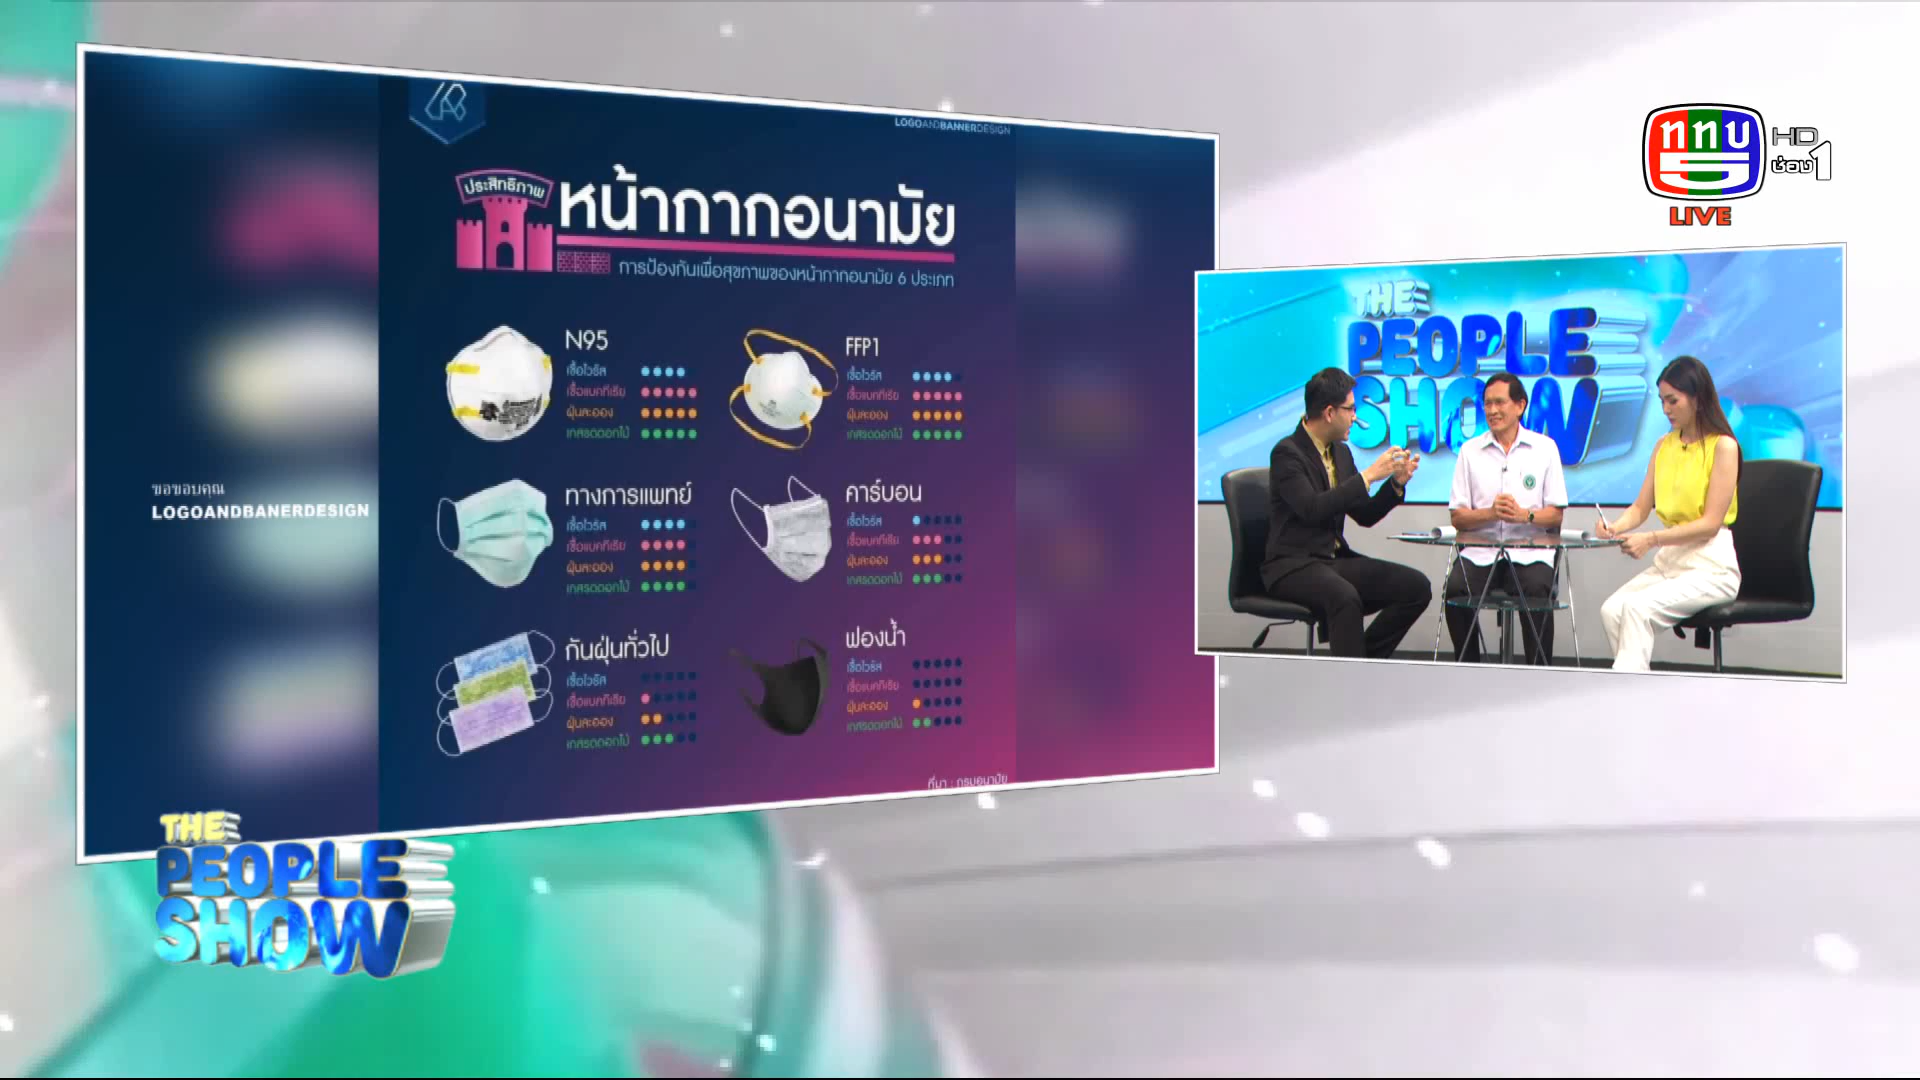 LOGOANDBANNERDESIGN
ประสิทธิภาพ
หน้ากากอนามัย
การป้องกันเพื่อสุขภาพของหน้ากากอนามัย 6 ประเภท
N95
เชื้อไวรัส
เชื้อแบคทีเรีย
ฝุ่นละออง
เกสรดอกไม้
FFP1
เชื้อไวรัส
เชื้อแบคทีเรีย
ฝุ่นละออง
เกสรดอกไม้
ทางการแพทย์
เชื้อไวรัส
เชื้อแบคทีเรีย
ฝุ่นละออง
เกสรดอกไม้
คาร์บอน
เชื้อไวรัส
เชื้อแบคทีเรีย
ฝุ่นละออง
เกสรดอกไม้
กันฝุ่นทั่วไป
เชื้อไวรัส
เชื้อแบคทีเรีย
ฝุ่นละออง
เกสรดอกไม้
ฟองน้ำ
เชื้อไวรัส
เชื้อแบคทีเรีย
ฝุ่นละออง
เกสรดอกไม้
ที่มา : กรมอนามัย
ขอขอบคุณ
LOGOANDBANERDESIGN
THE
PEOPLE
SHOW
ททบ
5
HD
ช่อง1
LIVE
THE
PEOPLE
SHOW